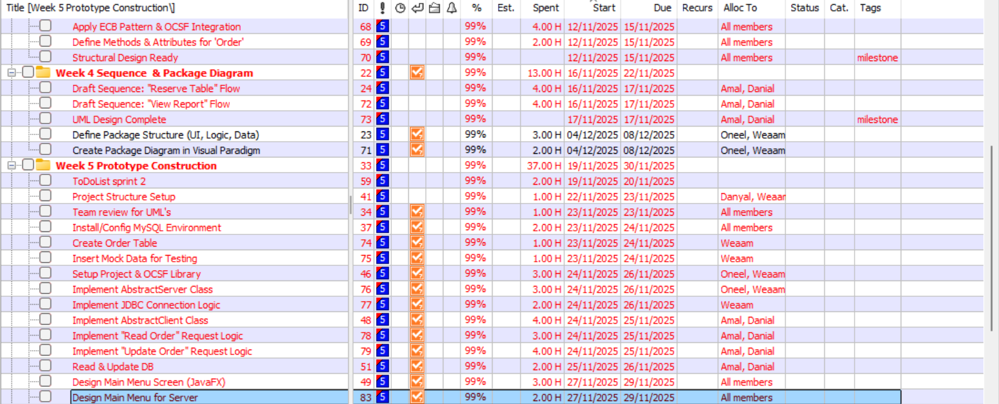 Title [Week 5 Prototype Construction\] ID ! % Est. Spent Start Due Recurs Alloc To Status Cat. Tags
Apply ECB Pattern & OCSF Integration 68 5 99% 4.00 H 12/11/2025 15/11/2025 All members
Define Methods & Attributes for 'Order' 69 5 99% 2.00 H 12/11/2025 15/11/2025 All members
Structural Design Ready 70 5 99% 12/11/2025 15/11/2025 All members milestone
Week 4 Sequence & Package Diagram 22 5 99% 13.00 H 16/11/2025 22/11/2025
Draft Sequence: "Reserve Table" Flow 24 5 99% 4.00 H 16/11/2025 17/11/2025 Amal, Danial
Draft Sequence: "View Report" Flow 72 5 99% 4.00 H 16/11/2025 17/11/2025 Amal, Danial
UML Design Complete 73 5 99% 17/11/2025 17/11/2025 Amal, Danial milestone
Define Package Structure (UI, Logic, Data) 23 5 99% 3.00 H 04/12/2025 08/12/2025 Oneel, Weaam
Create Package Diagram in Visual Paradigm 71 5 99% 2.00 H 04/12/2025 08/12/2025 Oneel, Weaam
Week 5 Prototype Construction 33 5 99% 37.00 H 19/11/2025 30/11/2025
ToDoList sprint 2 59 5 99% 2.00 H 19/11/2025 20/11/2025
Project Structure Setup 41 5 99% 1.00 H 22/11/2025 23/11/2025 Danyal, Weaar
Team review for UML's 34 5 99% 1.00 H 23/11/2025 23/11/2025 All members
Install/Config MySQL Environment 37 5 99% 2.00 H 23/11/2025 24/11/2025 All members
Create Order Table 74 5 99% 1.00 H 23/11/2025 24/11/2025 Weaam
Insert Mock Data for Testing 75 5 99% 1.00 H 23/11/2025 24/11/2025 Weaam
Setup Project & OCSF Library 46 5 99% 3.00 H 24/11/2025 26/11/2025 Oneel, Weaam
Implement AbstractServer Class 76 5 99% 3.00 H 24/11/2025 26/11/2025 Oneel, Weaam
Implement JDBC Connection Logic 77 5 99% 2.00 H 24/11/2025 26/11/2025 Weaam
Implement AbstractClient Class 48 5 99% 4.00 H 24/11/2025 25/11/2025 Amal, Danial
Implement "Read Order" Request Logic 78 5 99% 3.00 H 24/11/2025 25/11/2025 Amal, Danial
Implement "Update Order" Request Logic 79 5 99% 4.00 H 24/11/2025 25/11/2025 Amal, Danial
Read & Update DB 51 5 99% 2.00 H 25/11/2025 26/11/2025 Amal, Danial
Design Main Menu Screen (JavaFX) 49 5 99% 3.00 H 27/11/2025 29/11/2025 All members
Design Main Menu for Server 83 5 99% 2.00 H 27/11/2025 29/11/2025 All members